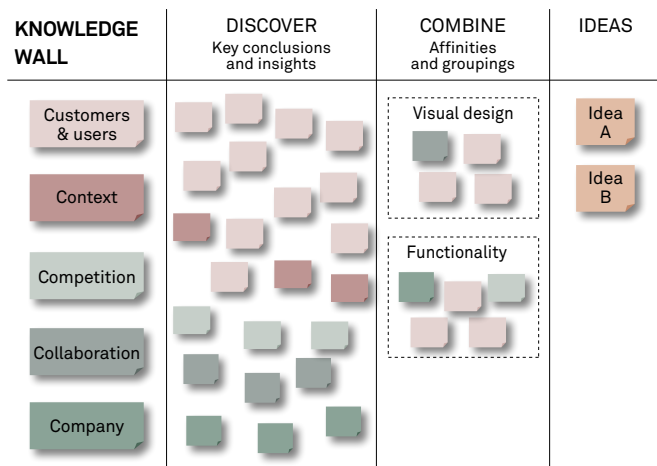 KNOWLEDGE
WALL
DISCOVER
Key conclusions
and insights
COMBINE
Affinities
and groupings
IDEAS
Customers
& users
Context
Competition
Collaboration
Company
Visual design
Functionality
Idea
A
Idea
B